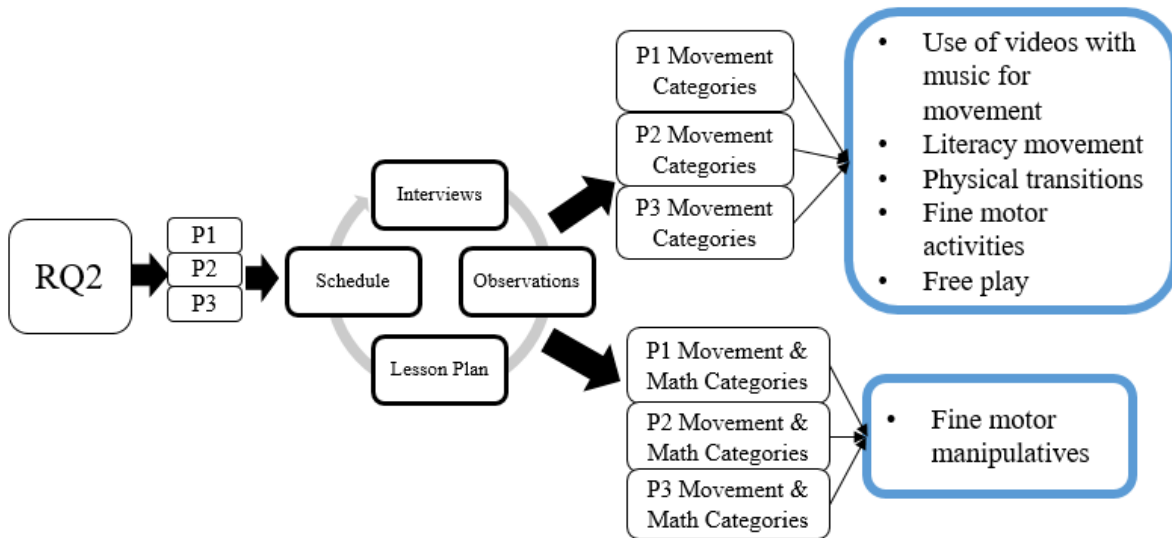 RQ2
P1
P2
P3
Interviews
Schedule
Observations
Lesson Plan
P1 Movement
Categories
P2 Movement
Categories
P3 Movement
Categories
• Use of videos with
music for
movement
• Literacy movement
• Physical transitions
• Fine motor
activities
• Free play
P1 Movement &
Math Categories
P2 Movement &
Math Categories
P3 Movement &
Math Categories
• Fine motor
manipulatives